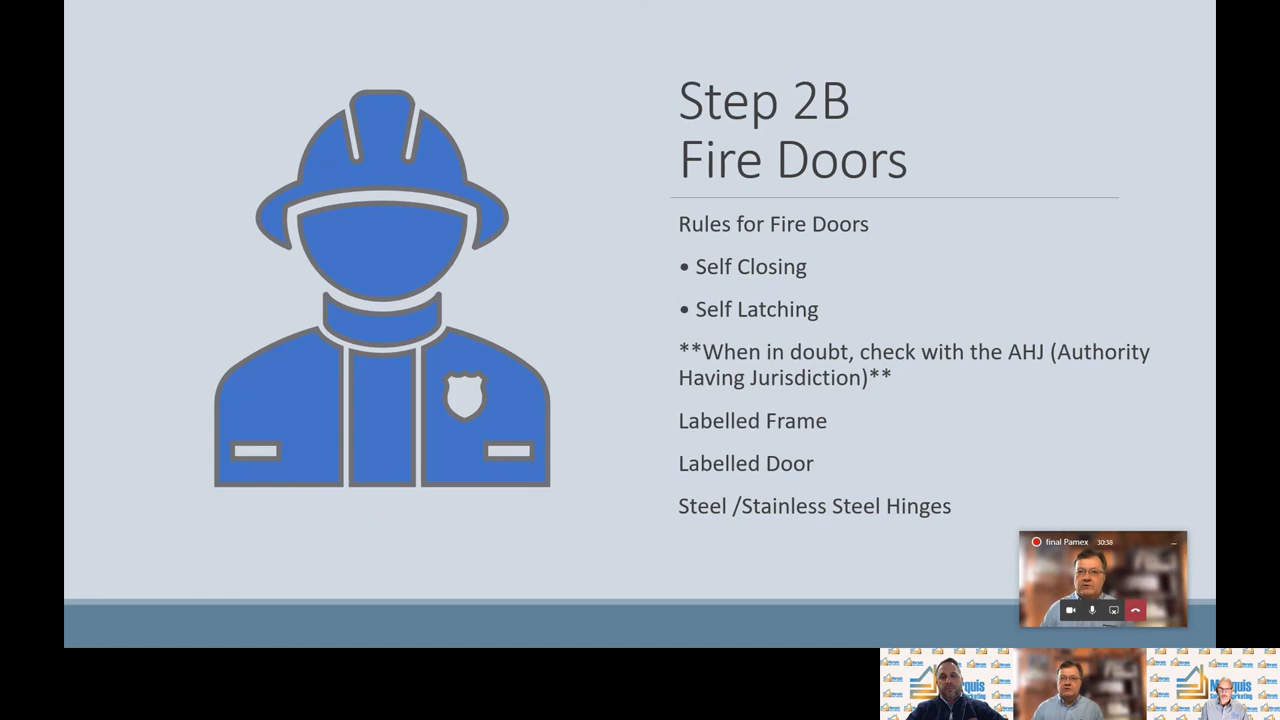 Step 2B
Fire Doors
Rules for Fire Doors
• Self Closing
• Self Latching
**When in doubt, check with the AHJ (Authority
Having Jurisdiction)**
Labelled Frame
Labelled Door
Steel /Stainless Steel Hinges
final Pamex 30:38